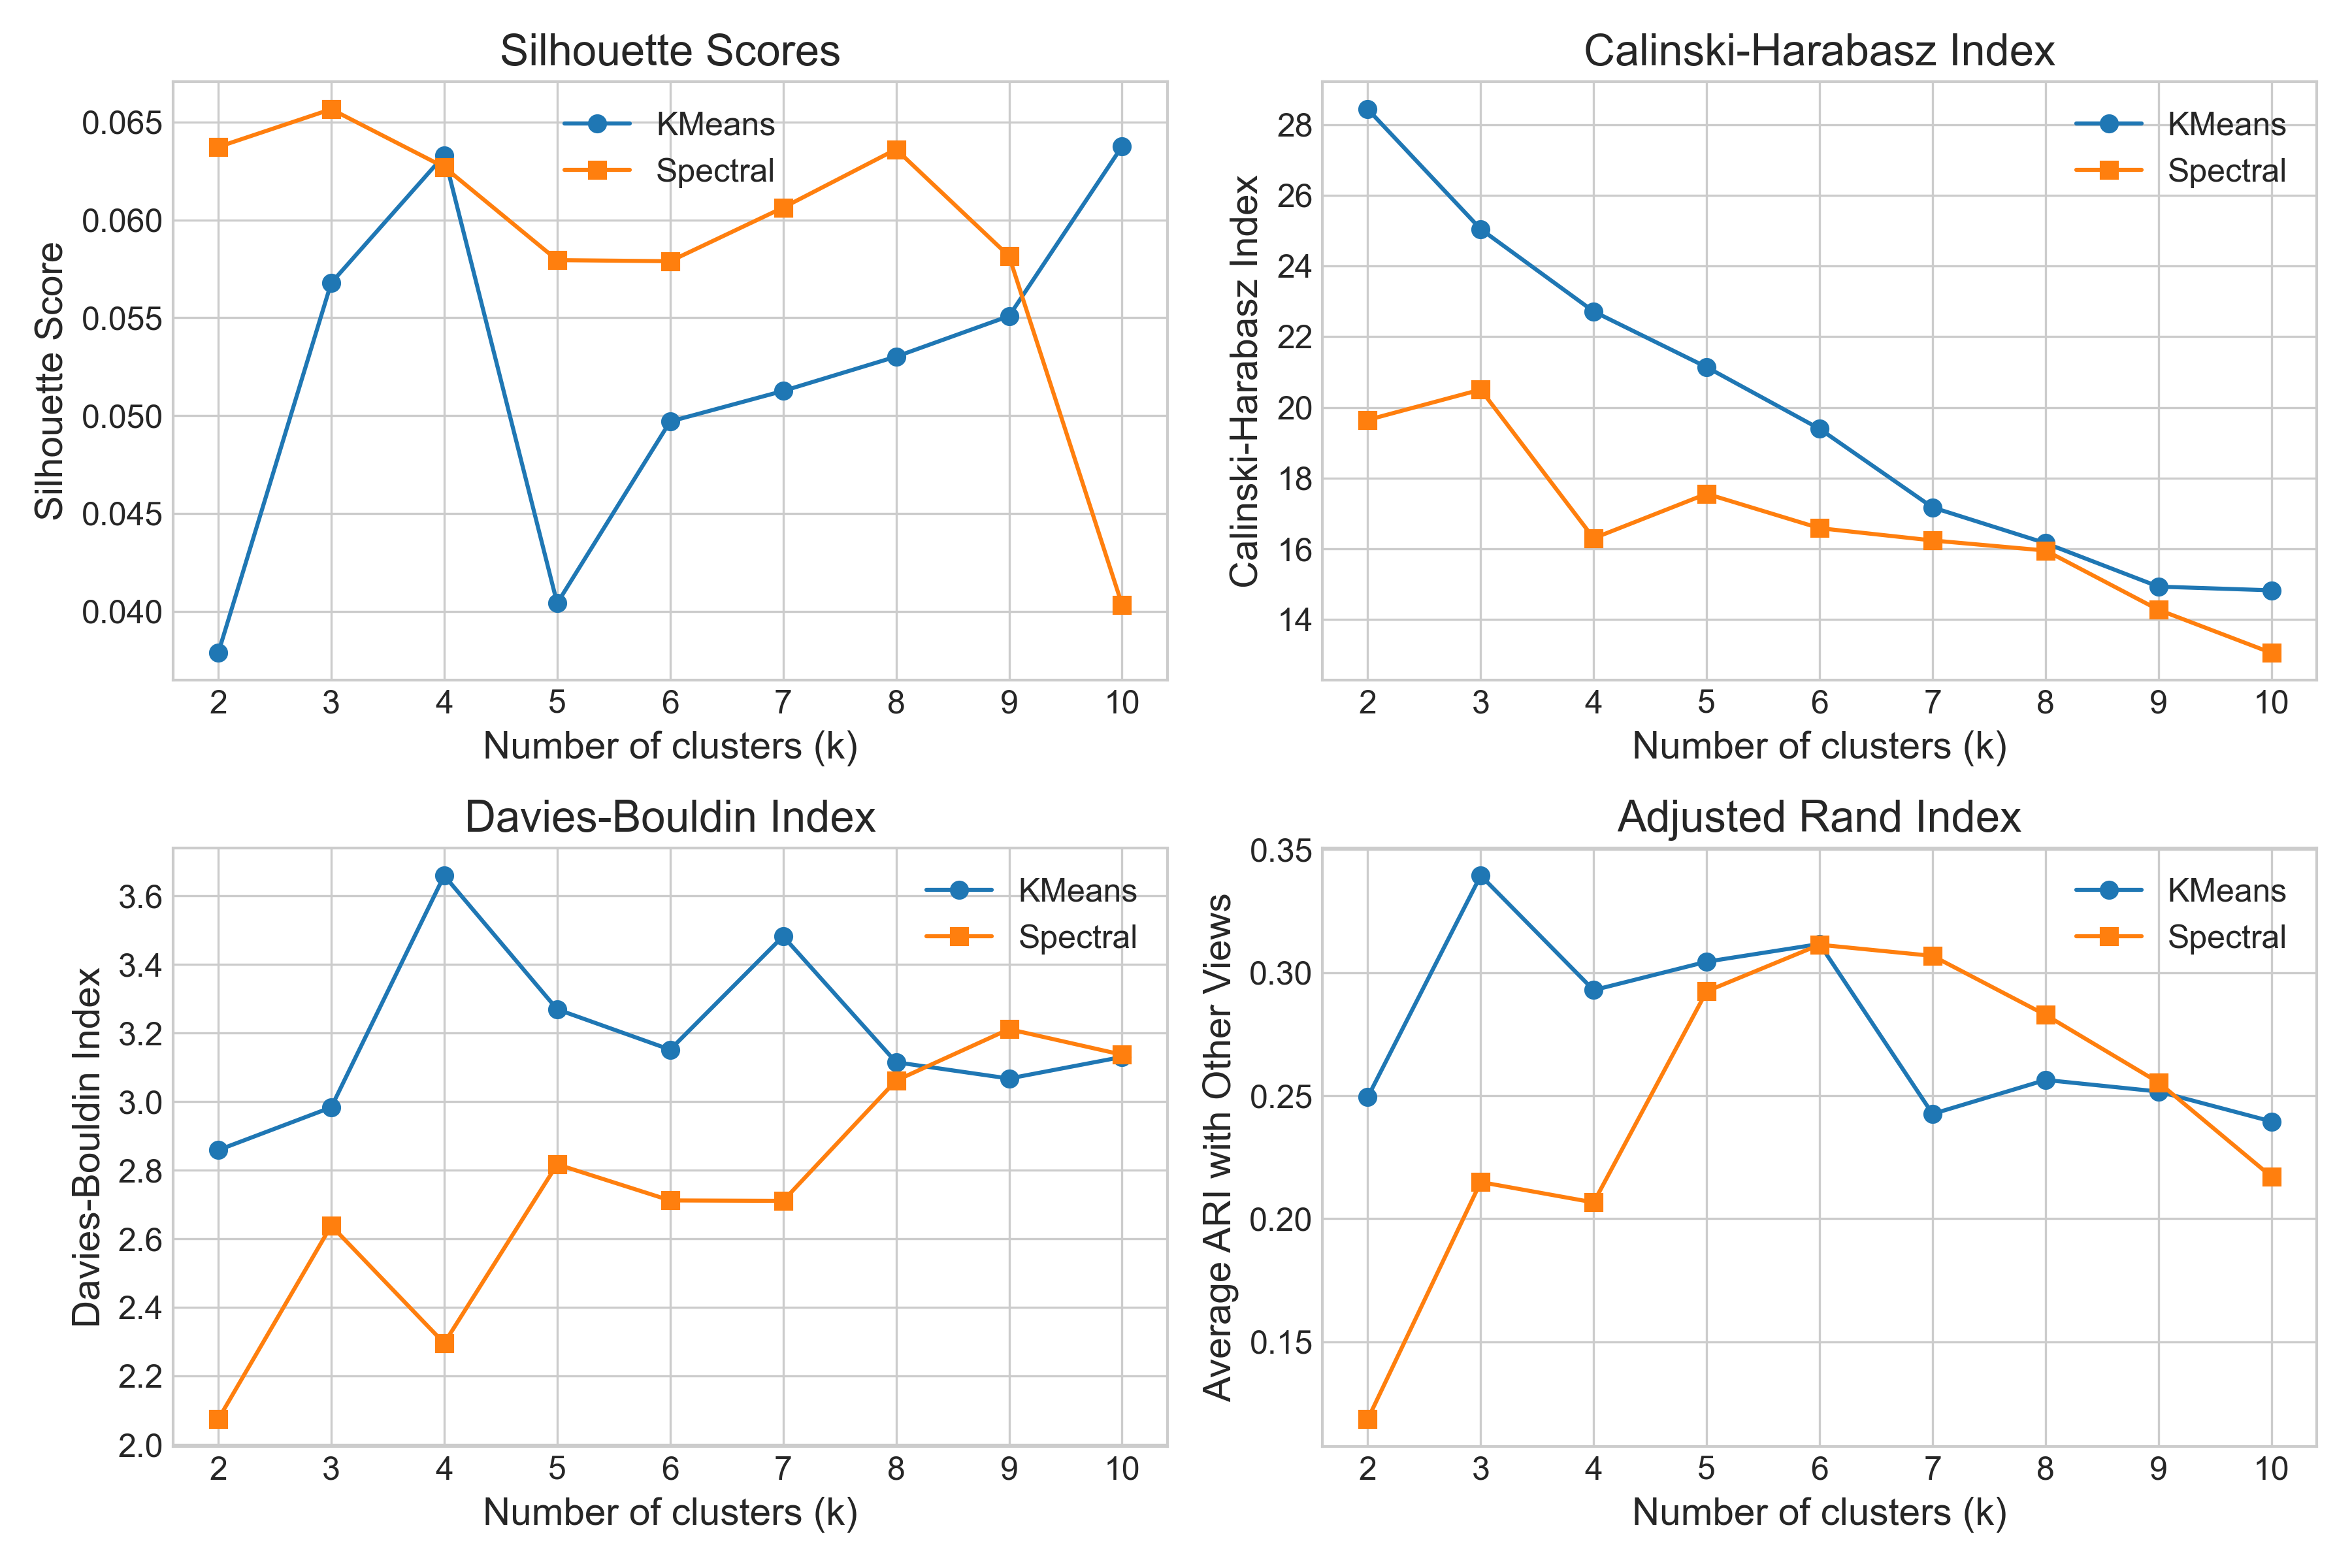 Silhouette Scores
Silhouette Score
0.065
0.060
0.055
0.050
0.045
0.040
KMeans
Spectral
2 3 4 5 6 7 8 9 10
Number of clusters (k)
Calinski-Harabasz Index
Calinski-Harabasz Index
28
26
24
22
20
18
16
14
KMeans
Spectral
2 3 4 5 6 7 8 9 10
Number of clusters (k)
Davies-Bouldin Index
Davies-Bouldin Index
3.6
3.4
3.2
3.0
2.8
2.6
2.4
2.2
2.0
KMeans
Spectral
2 3 4 5 6 7 8 9 10
Number of clusters (k)
Adjusted Rand Index
Average ARI with Other Views
0.35
0.30
0.25
0.20
0.15
KMeans
Spectral
2 3 4 5 6 7 8 9 10
Number of clusters (k)